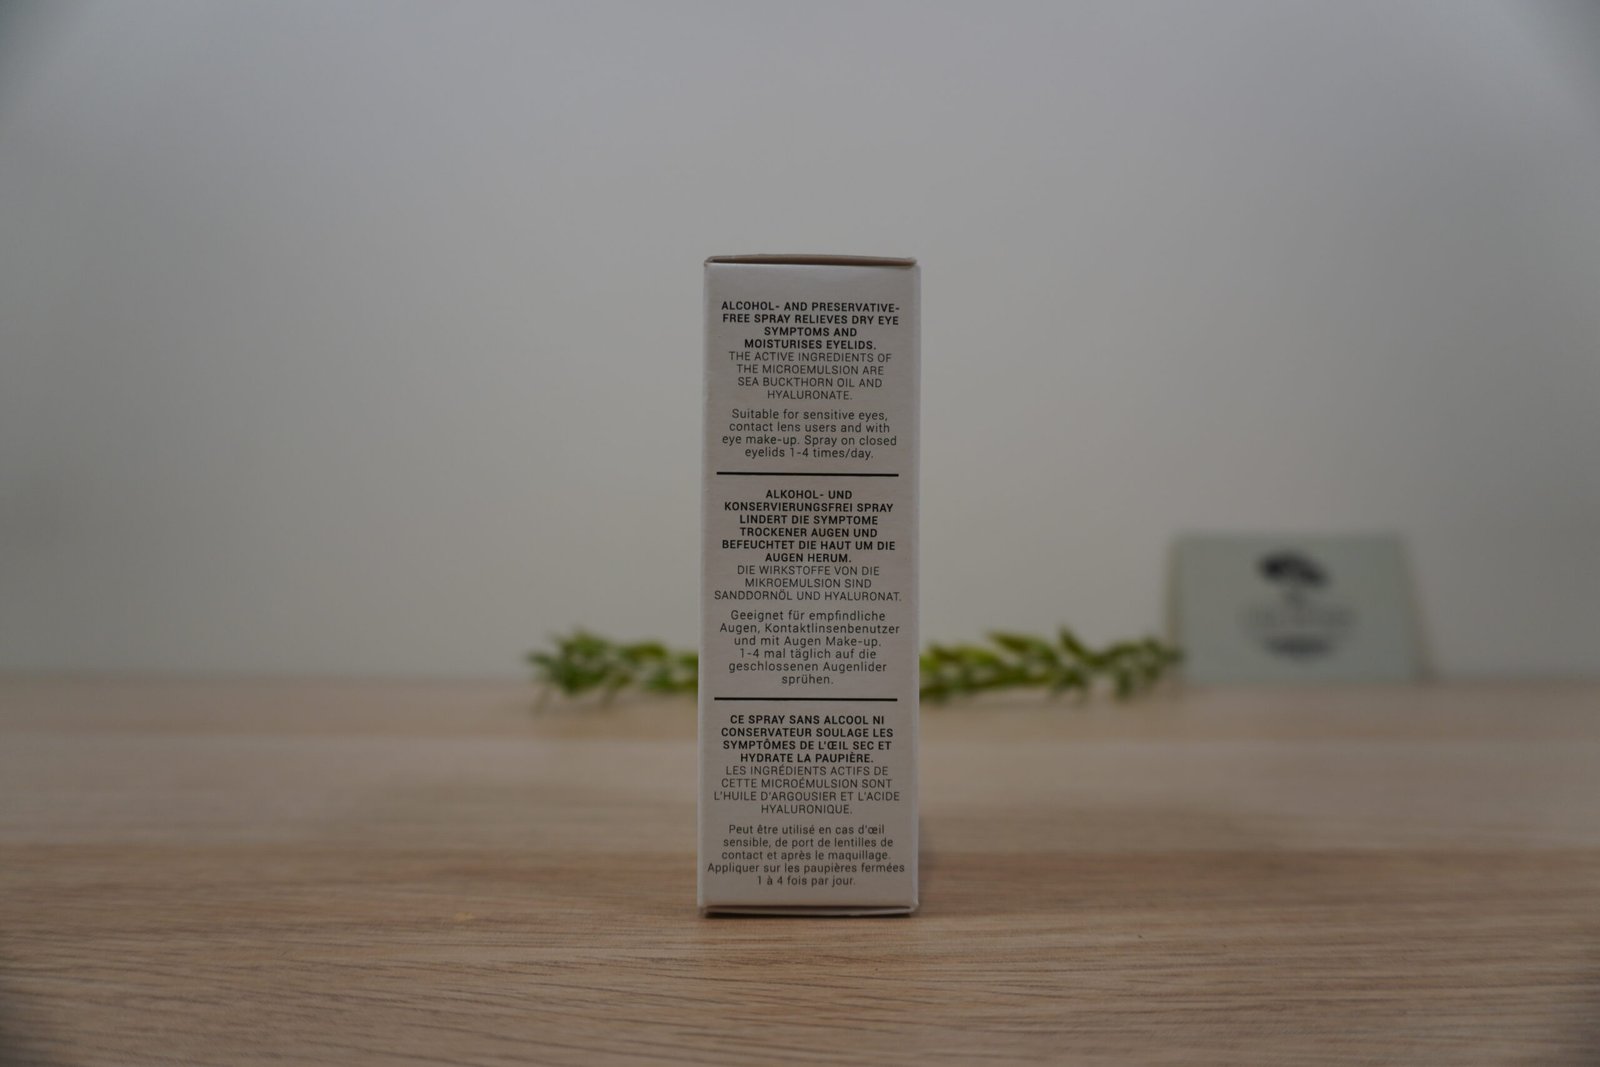 ALCOHOL- AND PRESERVATIVE-
FREE SPRAY RELIEVES DRY EYE
SYMPTOMS AND
MOISTURISES EYELIDS.
THE ACTIVE INGREDIENTS OF
THE MICROEMULSION ARE
SEA BUCKTHORN OIL AND
HYALURONATE.
Suitable for sensitive eyes,
contact lens users and with
eye make-up. Spray on closed
eyelids 1-4 times/day.
ALKOHOL- UND
KONSERVIERUNGSFREI SPRAY
LINDERT DIE SYMPTOME
TROCKENER AUGEN UND
BEFEUCHTET DIE HAUT UM DIE
AUGEN HERUM.
DIE WIRKSTOFFE VON DIE
MIKROEMULSION SIND
SANDDORNÖL UND HYALURONAT.
Geeignet für empfindliche
Augen, Kontaktlinsenbenutzer
und mit Augen Make-up.
1-4 mal täglich auf die
geschlossenen Augenlider
sprühen.
CE SPRAY SANS ALCOOL NI
CONSERVATEUR SOULAGE LES
SYMPTÔMES DE L'ŒIL SEC ET
HYDRATE LA PAUPIÈRE.
LES INGRÉDIENTS ACTIFS DE
CETTE MICROÉMULSION SONT
L'HUILE D'ARGOUSIER ET L'ACIDE
HYALURONIQUE.
Peut être utilisé en cas d'œil
sensible, de port de lentilles de
contact et après le maquillage.
Appliquer sur les paupières fermées
1 à 4 fois par jour.